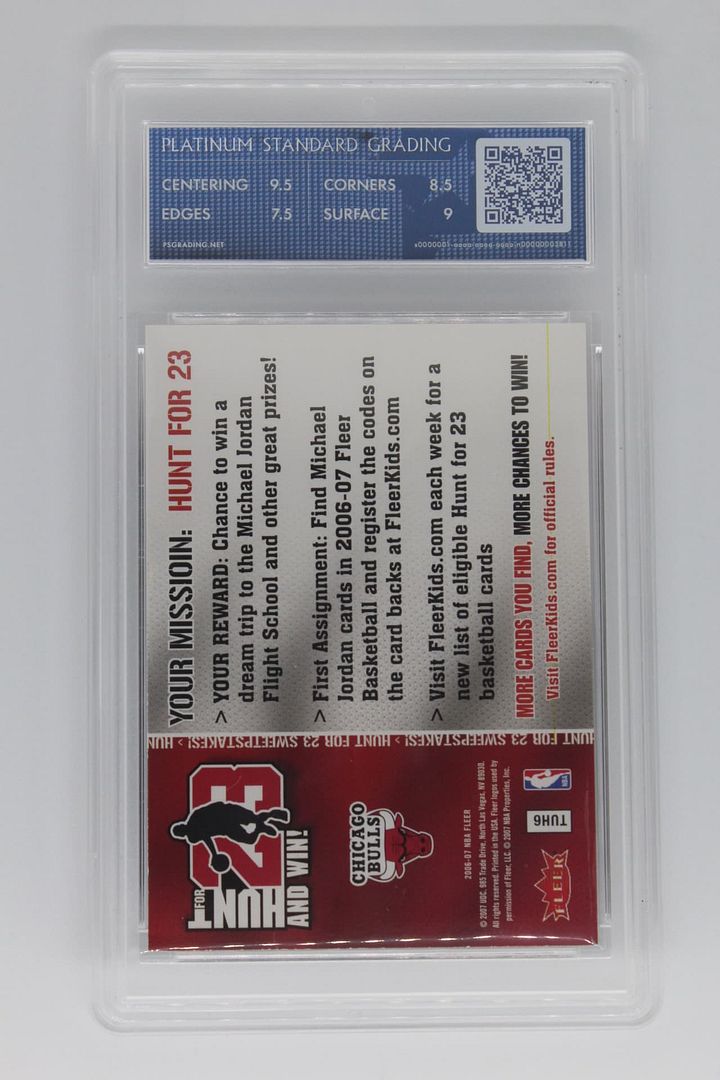 PLATINUM STANDARD GRADING
CENTERING 9.5 CORNERS 8.5
EDGES 7.5 SURFACE 9
PSGRADING.NET
YOUR MISSIOIN: HUNT FOR 23
> YOUR REWARD: Chance to win a
dream trip to the Michael Jordan
Flight School and other great prizes!
> First Assignment: Find Michael
Jordan cards in 2006-07 Fleer
Basketball and register the codes on
the card backs at FleerKids.com
> Visit FleerKids.com each week for a
new list of eligible Hunt for 23
basketball cards
MORE CARDS YOU FIND, MORE CHANCES TO WIN!
Visit FleerKids.com for official rules.
HUNT FOR 23 SWEETPSTAKES! > HUNT FOR 23 SWEEPSTAKES! > HUN
HUNT
FOR
23
AND WIN!
CHICAGO
BULLS
2006-07 NBA FLEER
© 2007 UDC. 985 Trade Drive, North Las Vegas, NV 89030.
All rights reserved. Printed in the USA. Fleer logos used by
permission of Fleer, LLC. © 2007 NBA Properties, Inc.
FLEER
TUH6
NBA